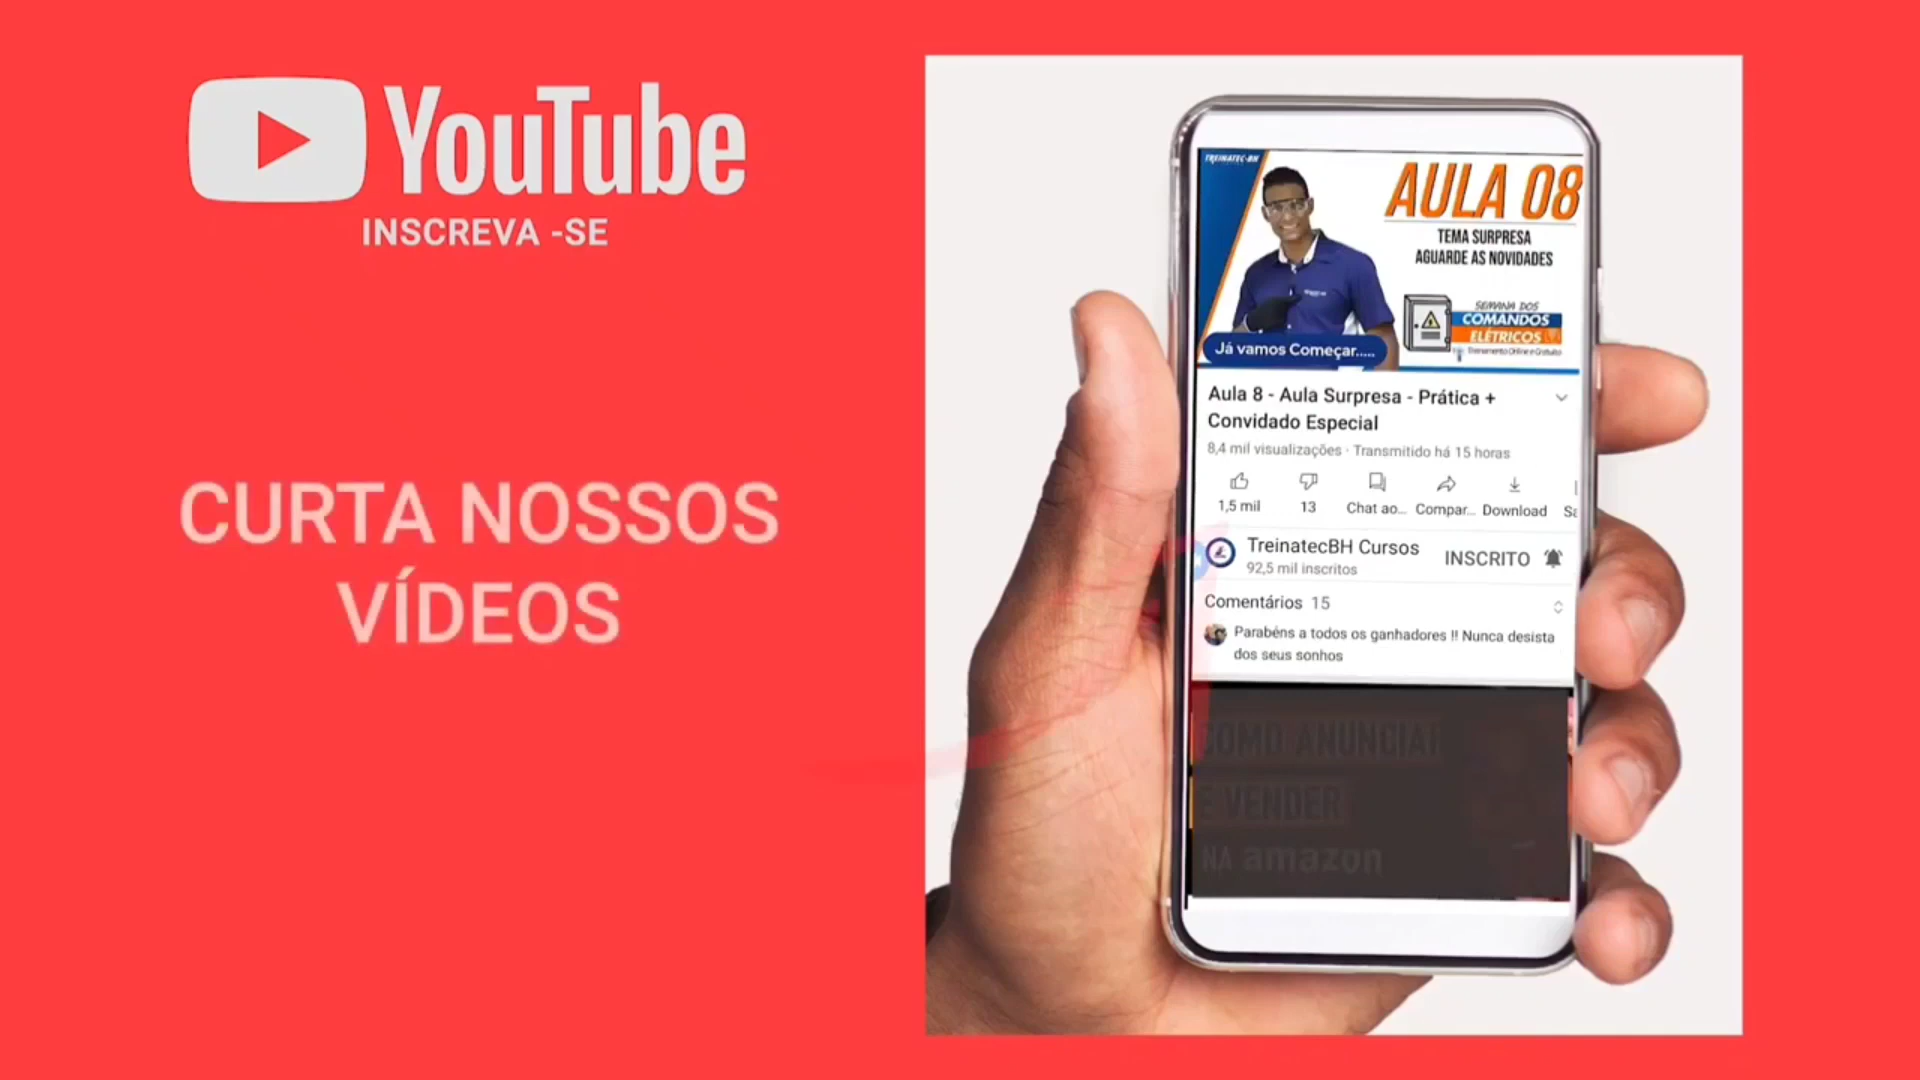 YouTube
INSCREVA -SE
CURTA NOSSOS
VÍDEOS
TREINATEC-BH
AULA 08
TEMA SURPRESA
AGUARDE AS NOVIDADES
SEMANA DOS
COMANDOS
ELÉTRICOS
Treinamento Online e Gratuito
Já vamos Começar.....
Aula 8 - Aula Surpresa - Prática +
Convidado Especial
8,4 mil visualizações · Transmitido há 15 horas
1,5 mil
13
Chat ao...
Compar...
Download
TreinatecBH Cursos
INSCRITO
92,5 mil inscritos
Comentários 15
Parabéns a todos os ganhadores !! Nunca desista
dos seus sonhos
COMO ANUNCIAR
E VENDER
NA amazon